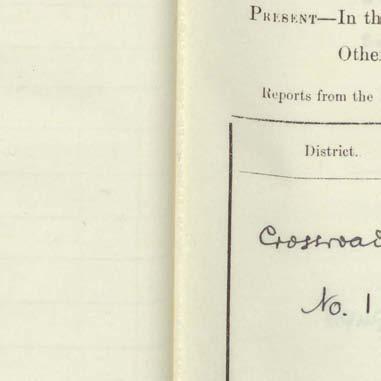 PRESENT—In th
Othe
Reports from the
District.
Crossroad
No. 1